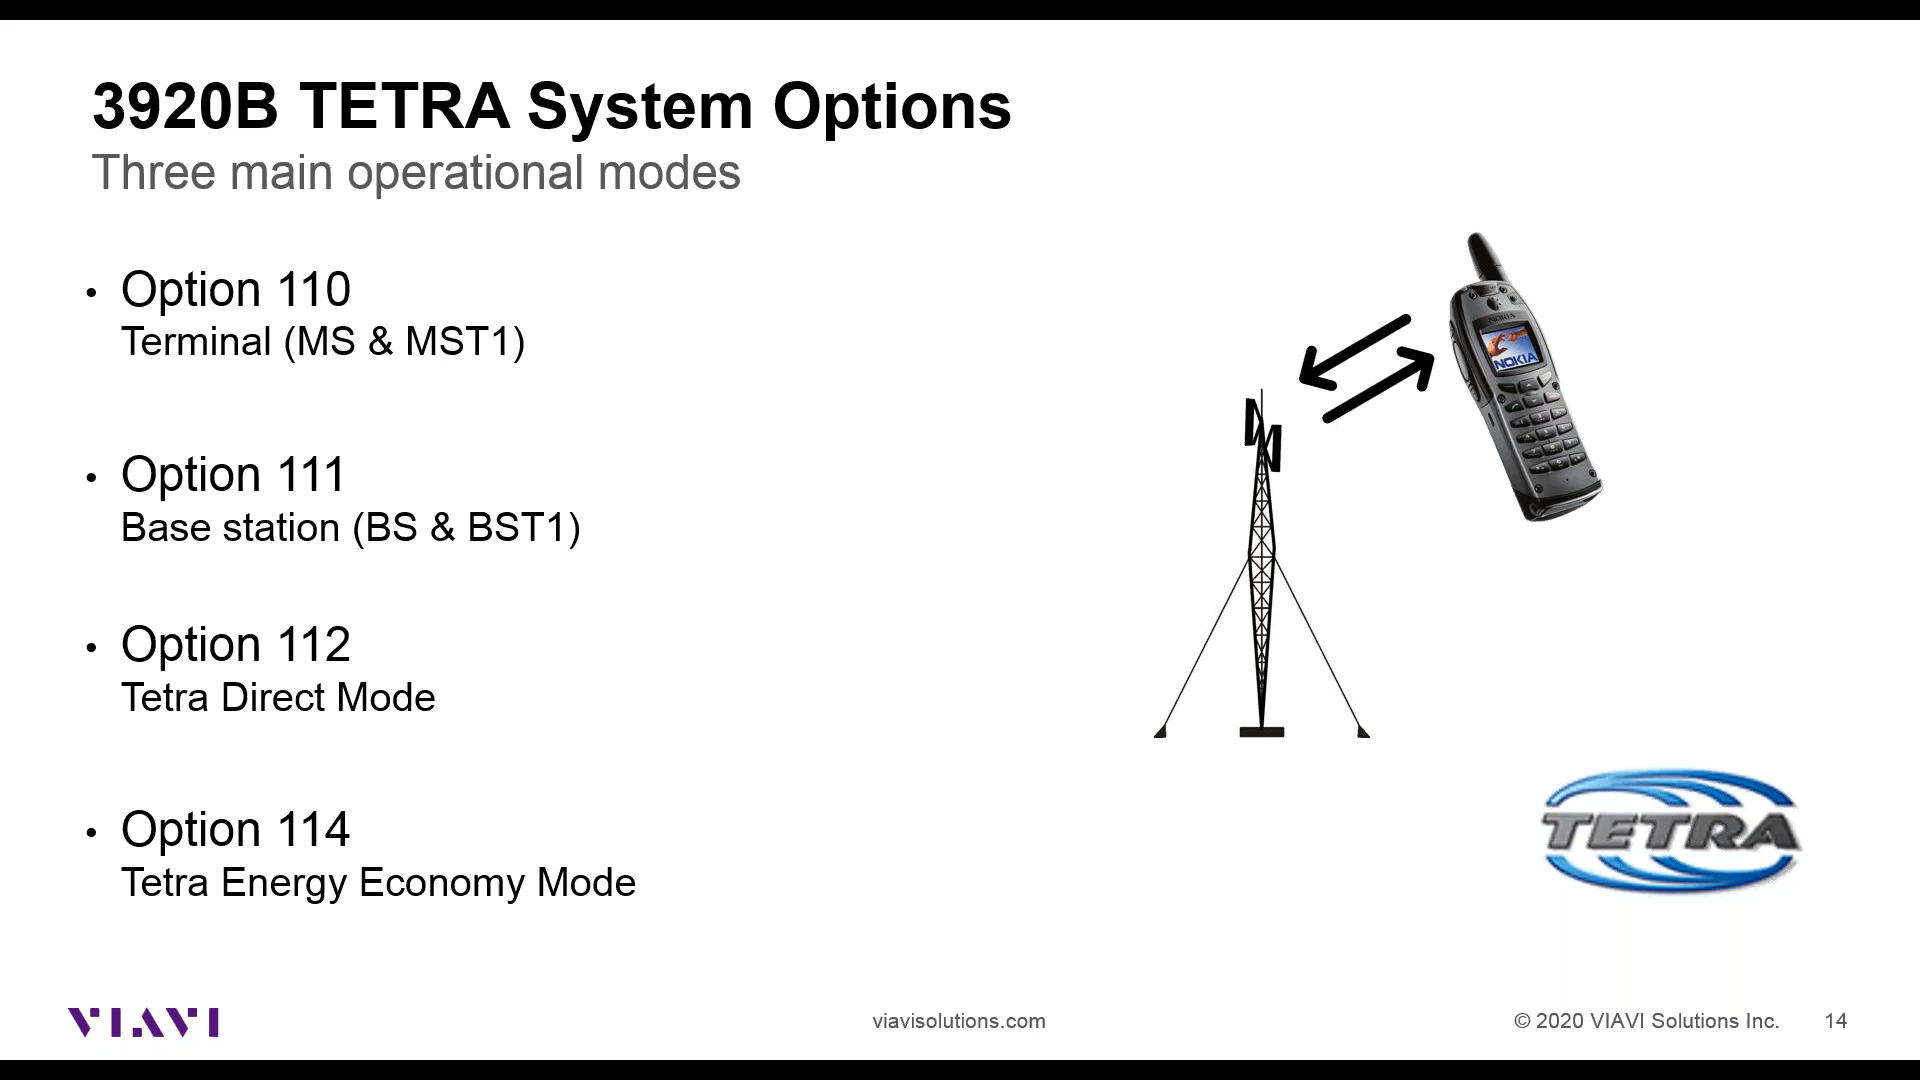 3920B TETRA System Options
Three main operational modes
• Option 110
Terminal (MS & MST1)
• Option 111
Base station (BS & BST1)
• Option 112
Tetra Direct Mode
• Option 114
Tetra Energy Economy Mode
NOKIA
NOKIA
TETRA
VIAVI
viavisolutions.com
© 2020 VIAVI Solutions Inc.
14